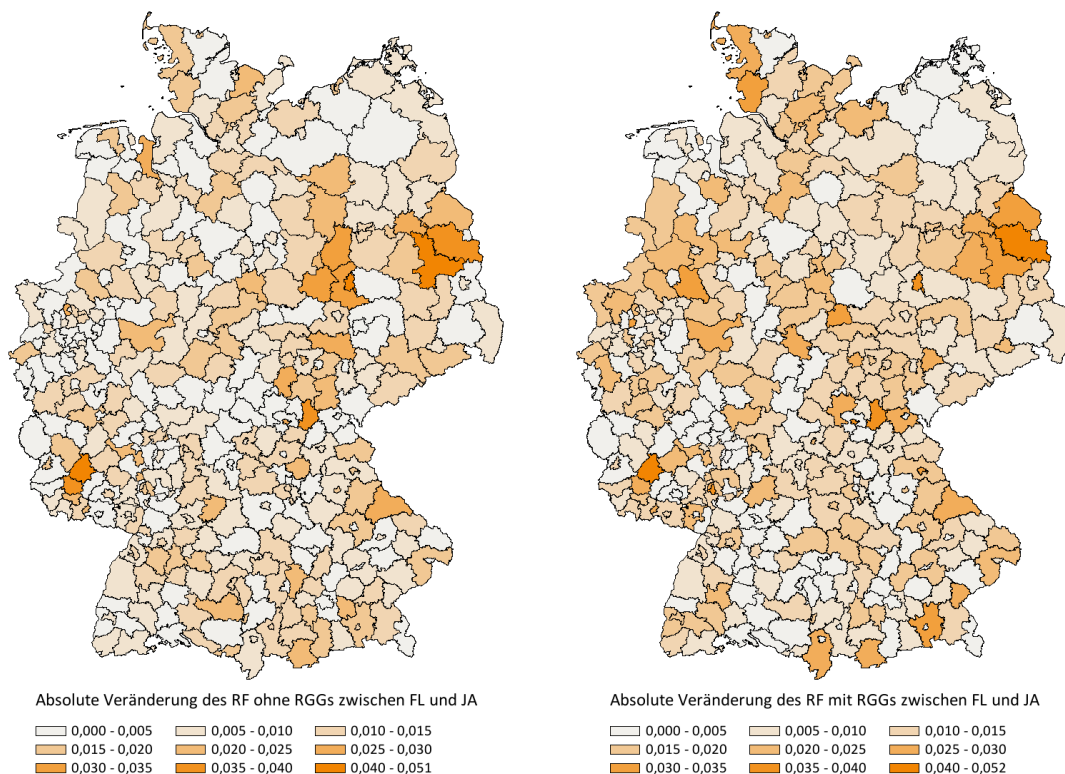 Absolute Veränderung des RF ohne RGGs zwischen FL und JA
0,000 - 0,005 0,005 - 0,010 0,010 - 0,015
0,015 - 0,020 0,020 - 0,025 0,025 - 0,030
0,030 - 0,035 0,035 - 0,040 0,040 - 0,051
Absolute Veränderung des RF mit RGGs zwischen FL und JA
0,000 - 0,005 0,005 - 0,010 0,010 - 0,015
0,015 - 0,020 0,020 - 0,025 0,025 - 0,030
0,030 - 0,035 0,035 - 0,040 0,040 - 0,052